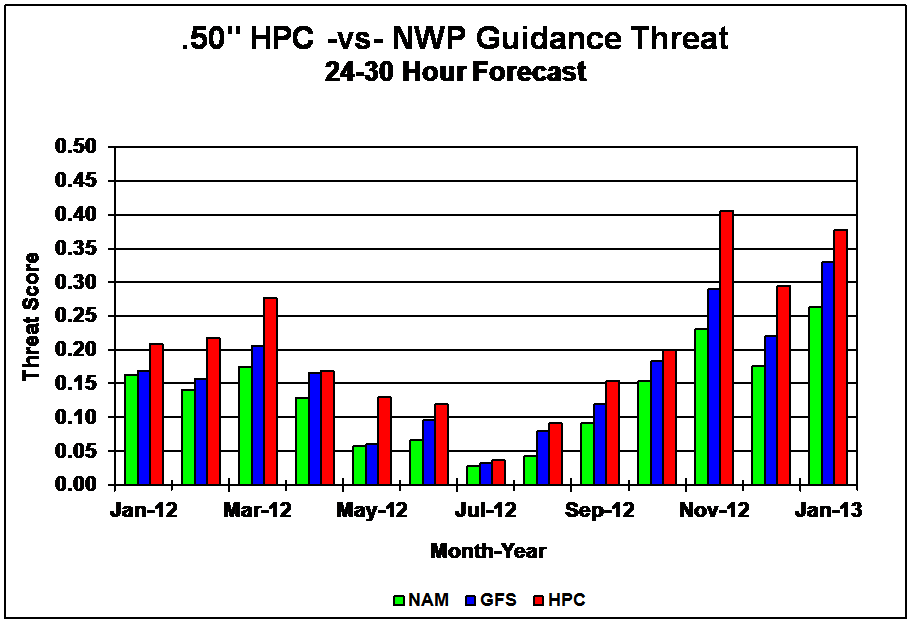 .50" HPC -vs- NWP Guidance Threat
24-30 Hour Forecast
0.50
0.45
0.40
0.35
0.30
0.25
0.20
0.15
0.10
0.05
0.00
Threat Score
Jan-12 Mar-12 May-12 Jul-12 Sep-12 Nov-12 Jan-13
Month-Year
NAM GFS HPC